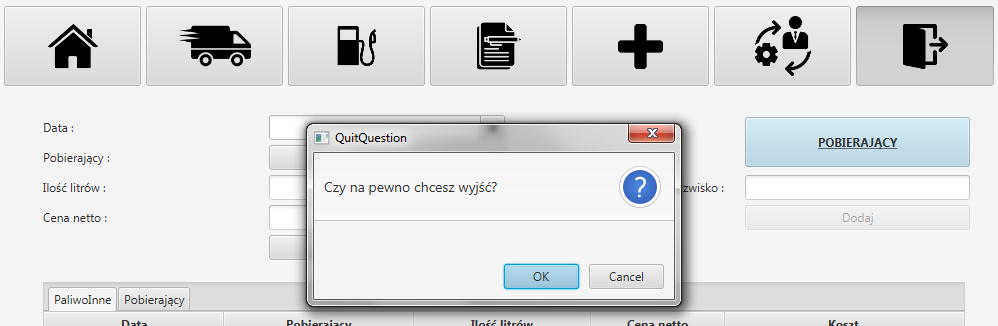 Data :
QuitQuestion
POBIERAJĄCY
Pobierający :
Ilość litrów :
Czy na pewno chcesz wyjść?
?
zwisko :
Cena netto :
Dodaj
OK
Cancel
PaliwoInne
Pobierający
Data
Pobierający
Ilość litrów
Cena netto
Koszt